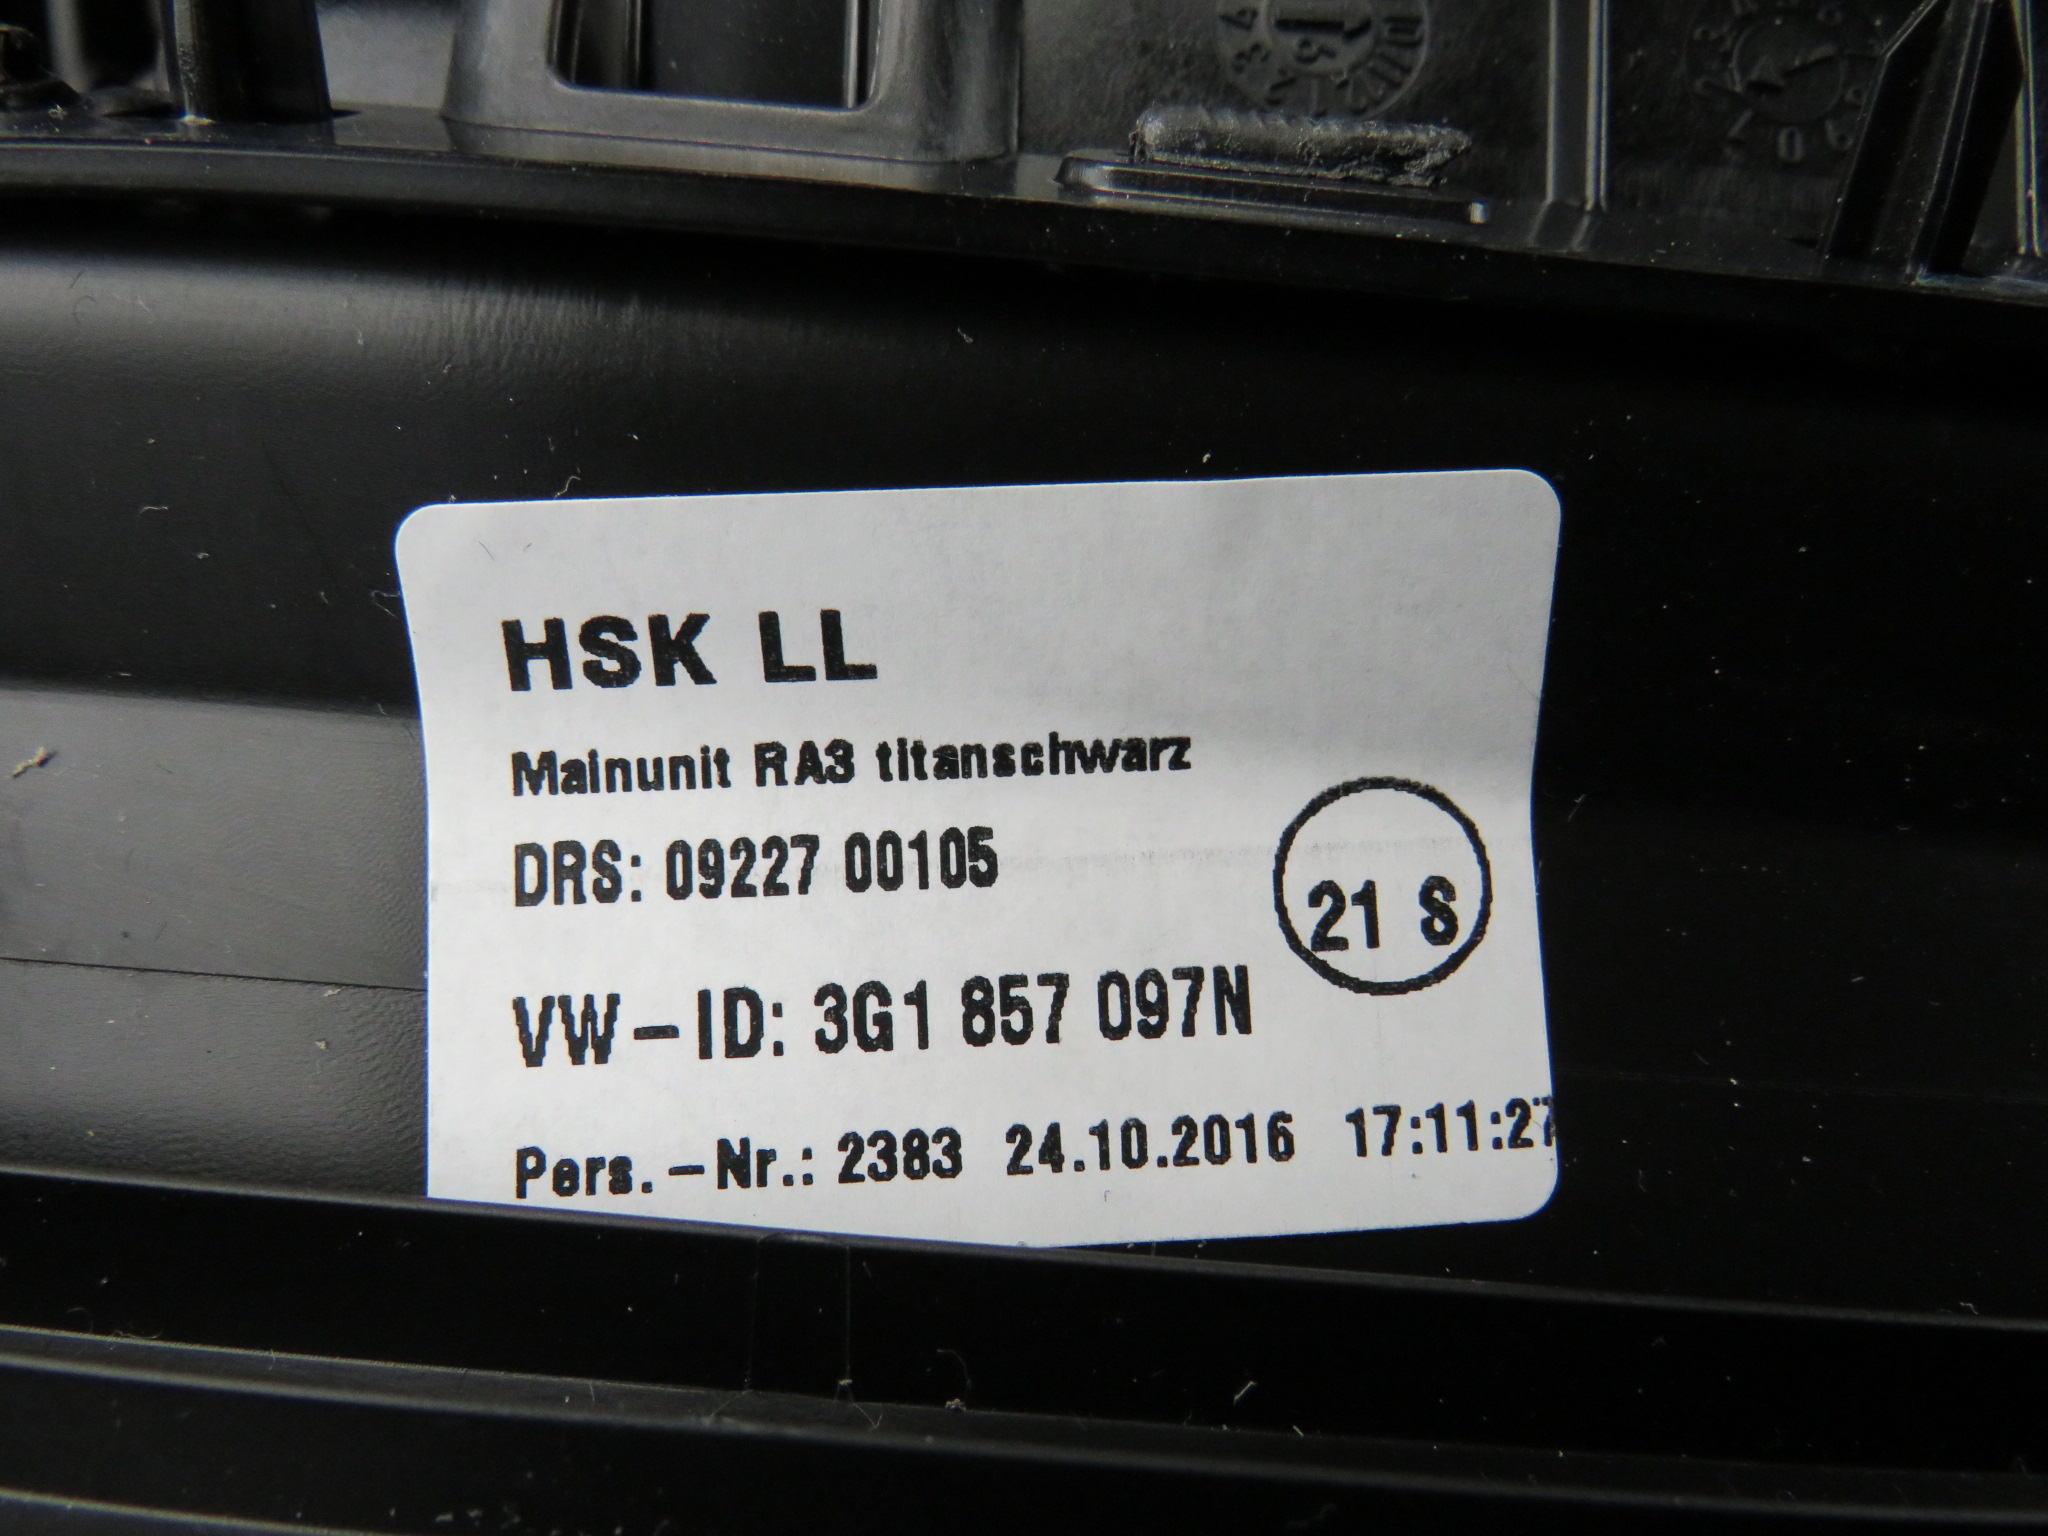 HSK LL
Mainunit RA3 titanschwarz
DRS: 09227 00105
21 S
VW-ID: 3G1 857 097N
Pers.-Nr.: 2383 24.10.2016 17:11:27